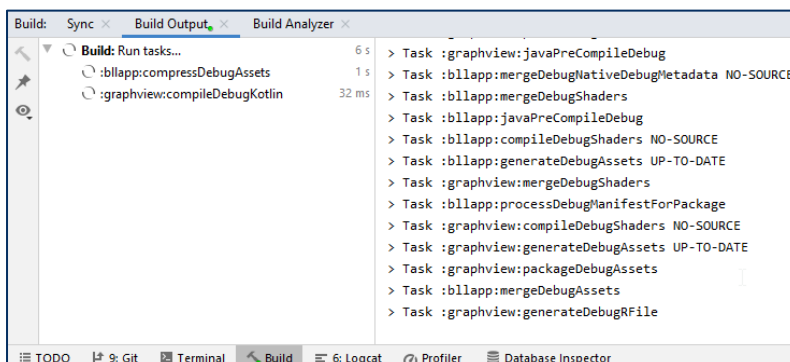 Build: Sync Build Output Build Analyzer
Build: Run tasks... 6 s
:bllapp:compressDebugAssets 1 s
:graphview:compileDebugKotlin 32 ms
> Task :graphview:javaPreCompileDebug
> Task :bllapp:mergeDebugNativeDebugMetadata NO-SOURCE
> Task :bllapp:mergeDebugShaders
> Task :bllapp:javaPreCompileDebug
> Task :bllapp:compileDebugShaders NO-SOURCE
> Task :bllapp:generateDebugAssets UP-TO-DATE
> Task :graphview:mergeDebugShaders
> Task :bllapp:processDebugManifestForPackage
> Task :graphview:compileDebugShaders NO-SOURCE
> Task :graphview:generateDebugAssets UP-TO-DATE
> Task :graphview:packageDebugAssets
> Task :bllapp:mergeDebugAssets
> Task :graphview:generateDebugRFile
TODO 9: Git Terminal Build 6: Logcat Profiler Database Inspector